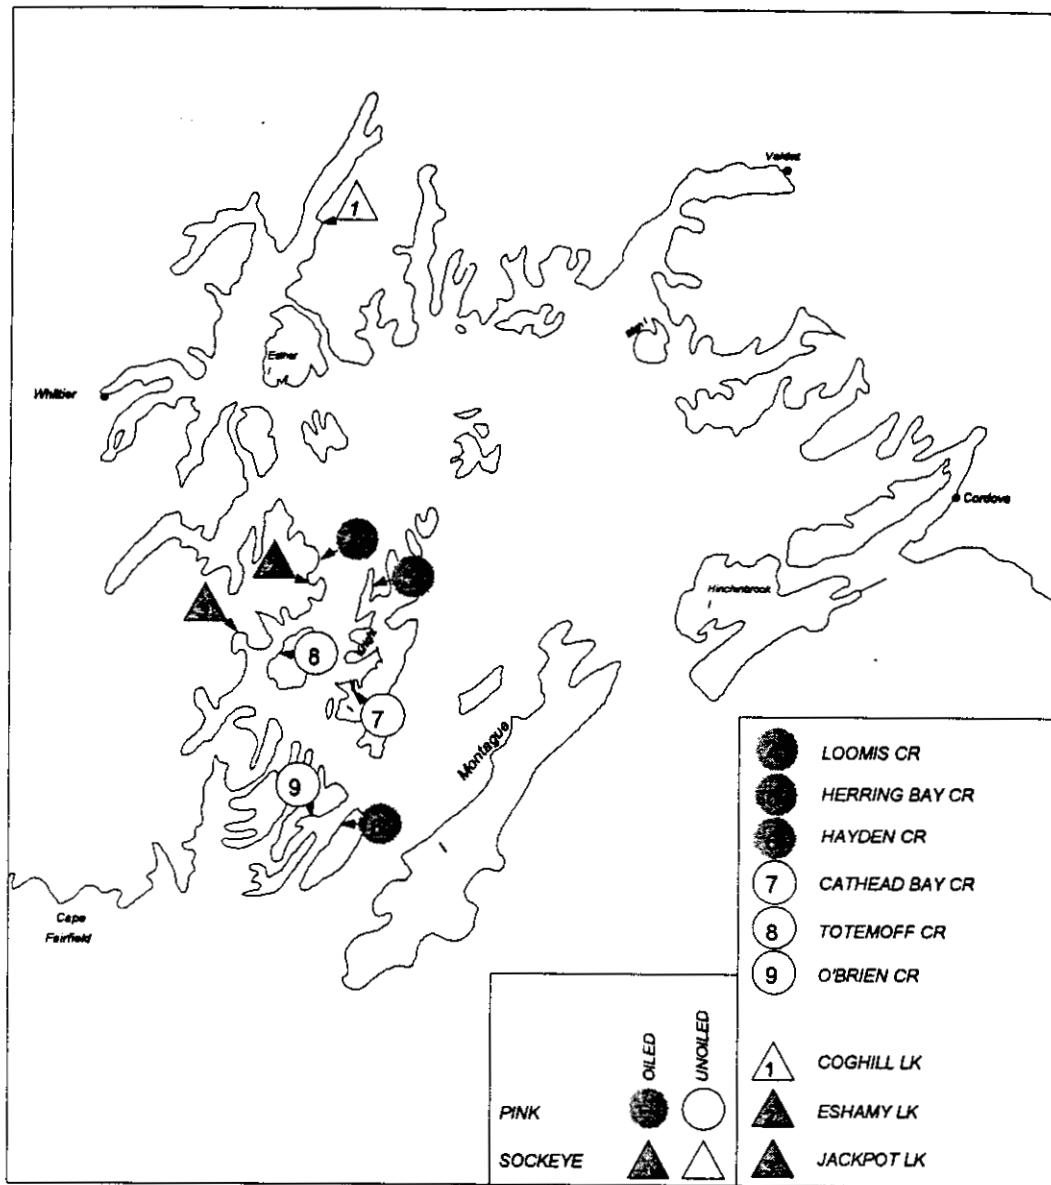 1
Valdez
Esther
I
Whittier
Cordova
Hinchinbrook
I
8
7
Montague
I
9
Cape
Fairfield
LOOMIS CR
HERRING BAY CR
HAYDEN CR
7 CATHEAD BAY CR
8 TOTEMOFF CR
9 O'BRIEN CR
1 COGHILL LK
ESHAMY LK
JACKPOT LK
OILED
UNOILED
PINK
SOCKEYE